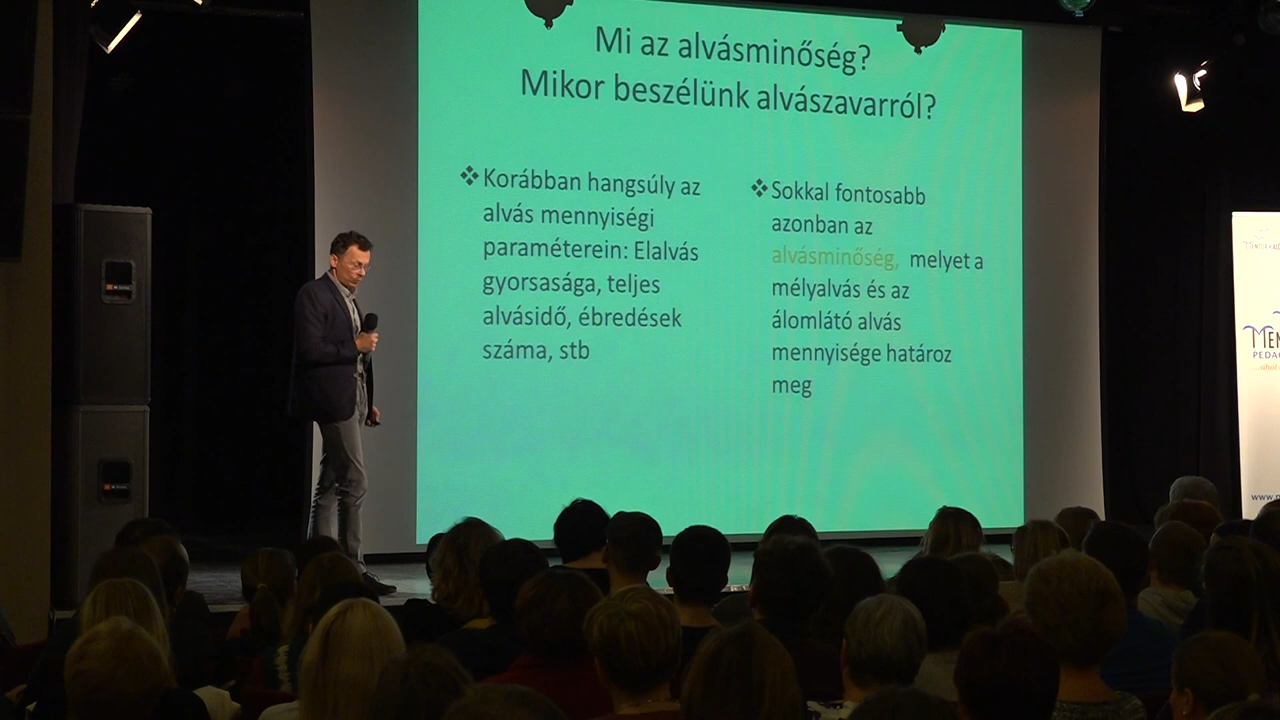 Mi az alvásminőség?
Mikor beszélünk alvászavarról?
❖Korábban hangsúly az
alvás mennyiségi
paraméterein: Elalvás
gyorsasága, teljes
alvásidő, ébredések
száma, stb
❖Sokkal fontosabb
azonban az
alvásminőség, melyet a
mélyalvás és az
álomlátó alvás
mennyisége határoz
meg